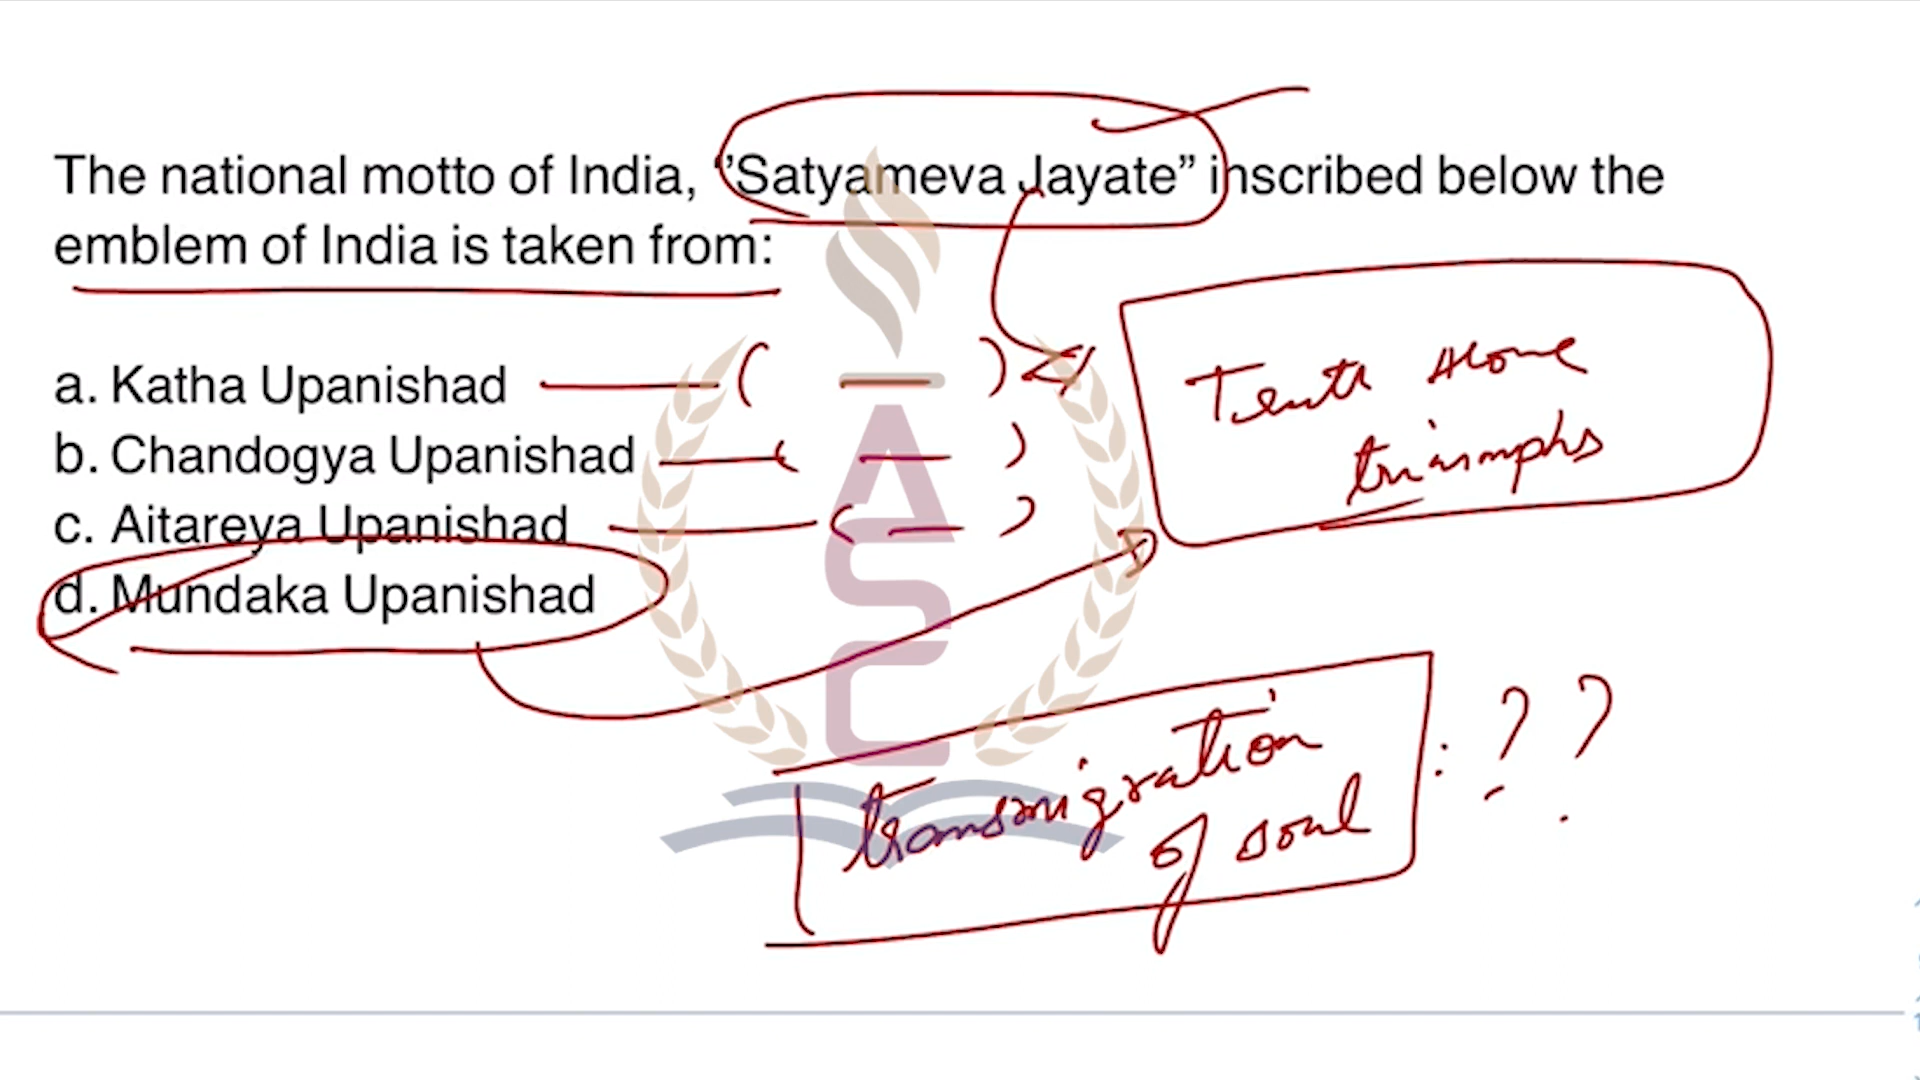 The national motto of India, “Satyameva Jayate” inscribed below the
emblem of India is taken from:
a. Katha Upanishad
b. Chandogya Upanishad
c. Aitareya Upanishad
d. Mundaka Upanishad
Truth alone
triumphs
ASC
transmigration : ? ?
of soul